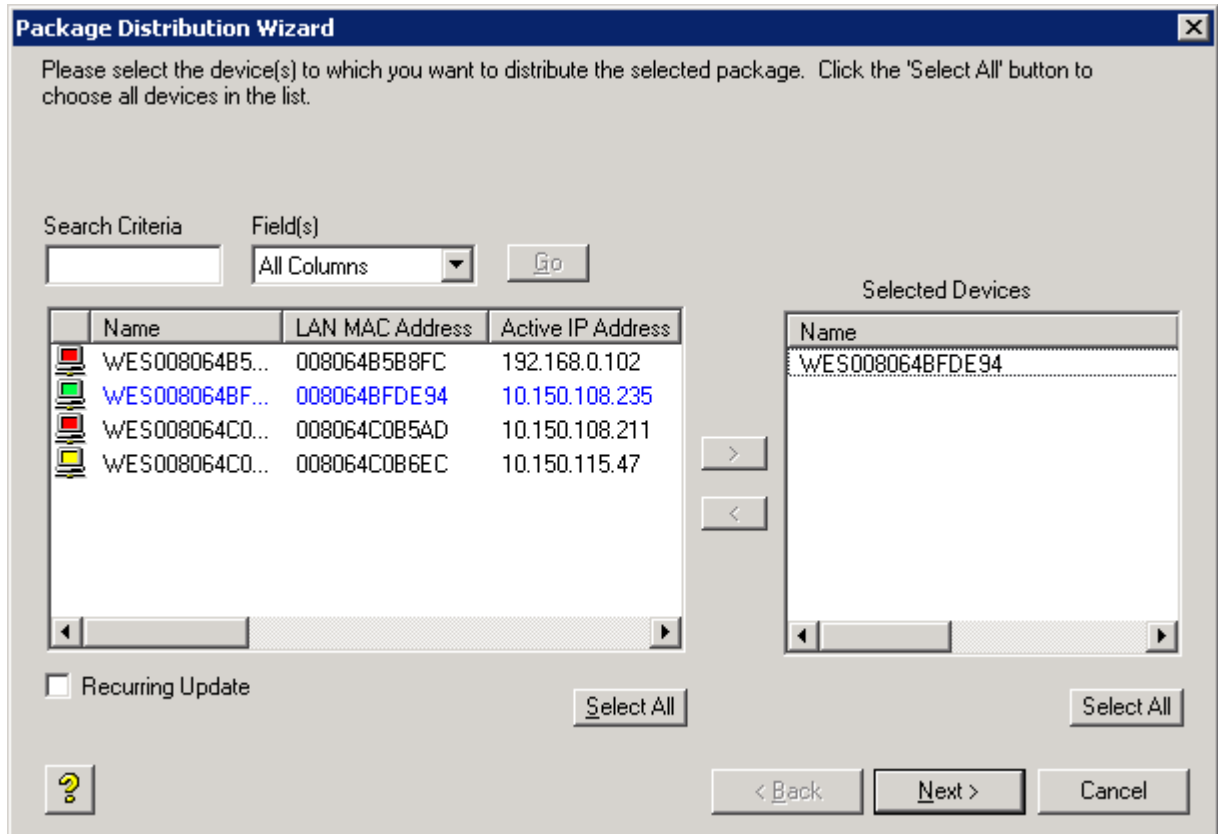 Package Distribution Wizard
Please select the device(s) to which you want to distribute the selected package. Click the 'Select All' button to
choose all devices in the list.
Search Criteria Field(s)
All Columns Go
Selected Devices
Name LAN MAC Address Active IP Address
Name
WES008064B5... 008064B5B8FC 192.168.0.102
WES008064BFDE94
WES008064BF... 008064BFDE94 10.150.108.235
WES008064C0... 008064C0B5AD 10.150.108.211
WES008064C0... 008064C0B6EC 10.150.115.47
>
<
Recurring Update
Select All Select All
? < Back Next > Cancel